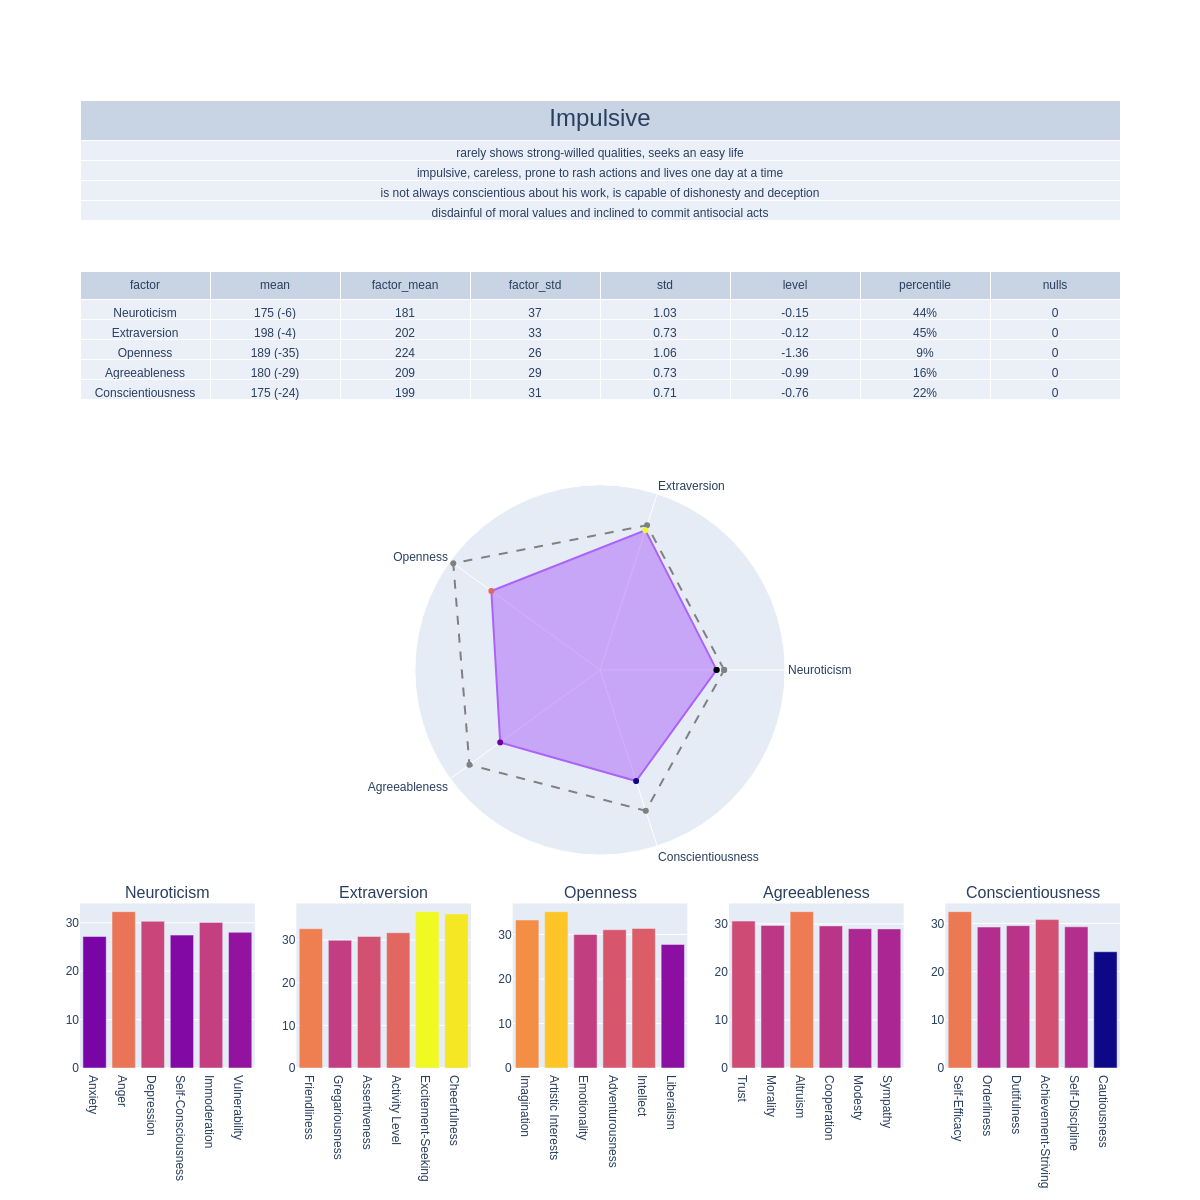 Impulsive
rarely shows strong-willed qualities, seeks an easy life
impulsive, careless, prone to rash actions and lives one day at a time
is not always conscientious about his work, is capable of dishonesty and deception
disdainful of moral values and inclined to commit antisocial acts
factor mean factor_mean factor_std std level percentile nulls
Neuroticism 175 (-6) 181 37 1.03 -0.15 44% 0
Extraversion 198 (-4) 202 33 0.73 -0.12 45% 0
Openness 189 (-35) 224 26 1.06 -1.36 9% 0
Agreeableness 180 (-29) 209 29 0.73 -0.99 16% 0
Conscientiousness 175 (-24) 199 31 0.71 -0.76 22% 0
Extraversion
Openness
Neuroticism
Agreeableness
Conscientiousness
Neuroticism
30
20
10
0
Anxiety
Anger
Depression
Self-Consciousness
Immoderation
Vulnerability
Extraversion
30
20
10
0
Friendliness
Gregariousness
Assertiveness
Activity Level
Excitement-Seeking
Cheerfulness
Openness
30
20
10
0
Imagination
Artistic Interests
Emotionality
Adventurousness
Intellect
Liberalism
Agreeableness
30
20
10
0
Trust
Morality
Altruism
Cooperation
Modesty
Sympathy
Conscientiousness
30
20
10
0
Self-Efficacy
Orderliness
Dutifulness
Achievement-Striving
Self-Discipline
Cautiousness